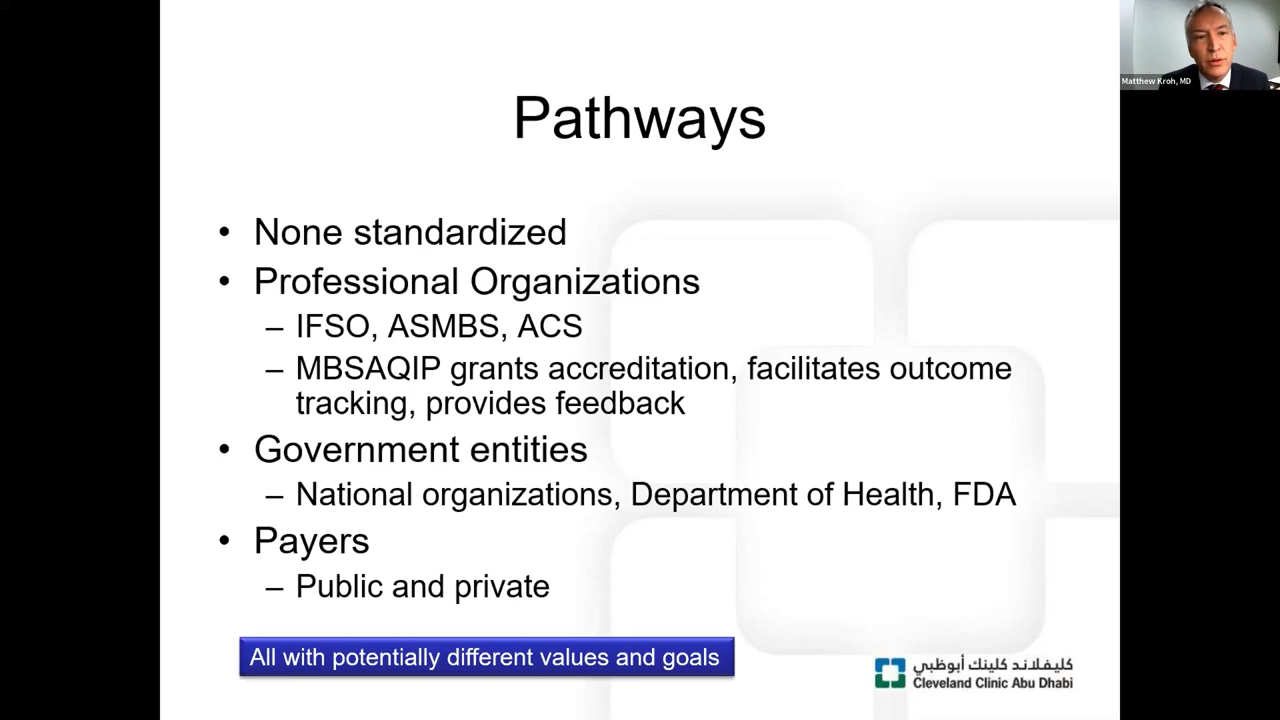 Matthew Kroh, MD
Pathways
• None standardized
• Professional Organizations
– IFSO, ASMBS, ACS
– MBSAQIP grants accreditation, facilitates outcome
tracking, provides feedback
• Government entities
– National organizations, Department of Health, FDA
• Payers
– Public and private
All with potentially different values and goals
كليفلاند كلينك أبوظبي
Cleveland Clinic Abu Dhabi